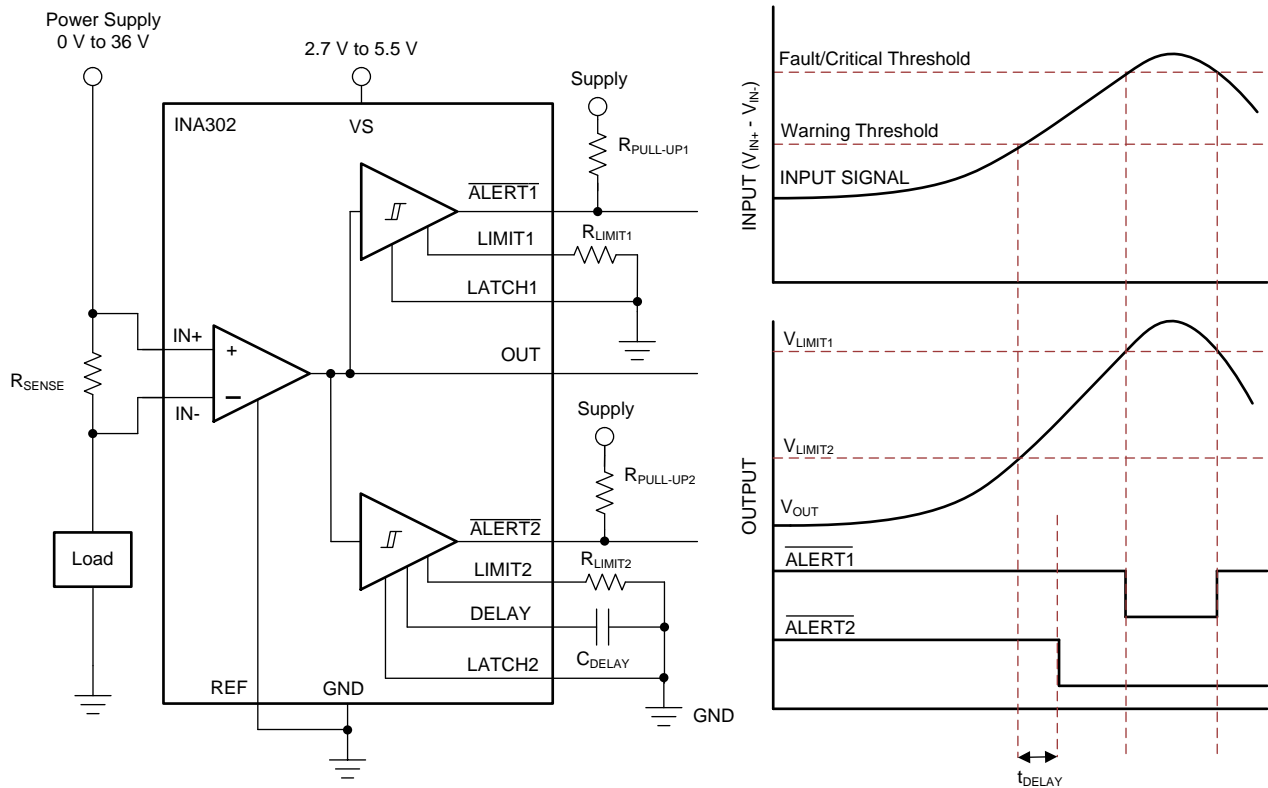 Power Supply
0 V to 36 V
2.7 V to 5.5 V
Supply
INA302
VS
RPULL-UP1
ALERT1
LIMIT1
RLIMIT1
LATCH1
IN+
+
OUT
RSENSE
IN-
−
Supply
RPULL-UP2
ALERT2
Load
LIMIT2
RLIMIT2
DELAY
CDELAY
LATCH2
REF
GND
GND
INPUT (VIN+ - VIN-)
Fault/Critical Threshold
Warning Threshold
INPUT SIGNAL
OUTPUT
VLIMIT1
VLIMIT2
VOUT
ALERT1
ALERT2
tDELAY